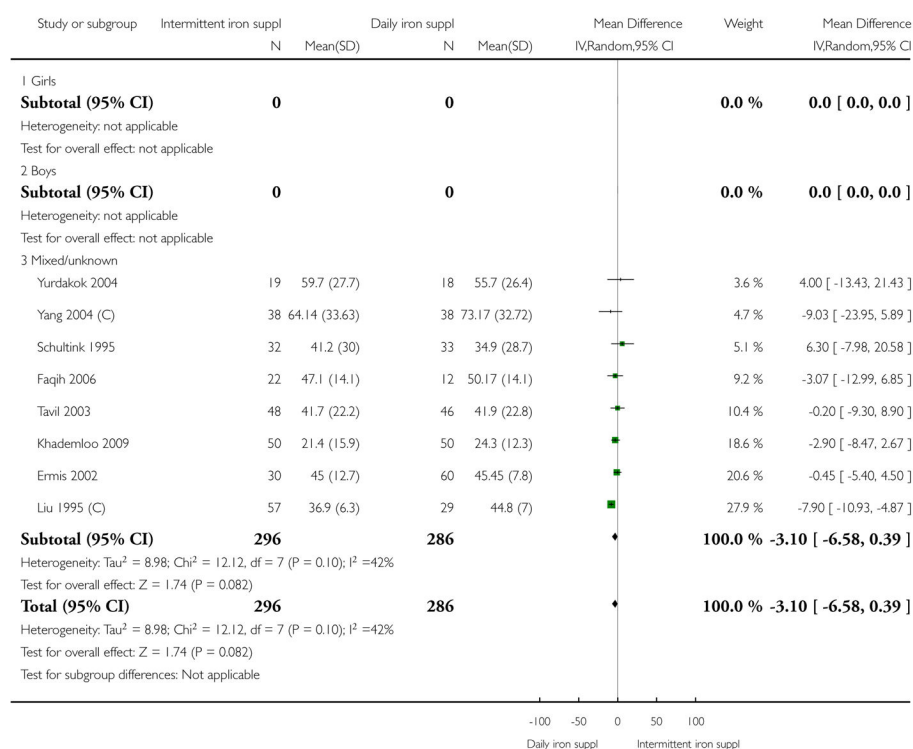 Study or subgroup Intermittent iron suppl Daily iron suppl Mean Difference Weight Mean Difference
N Mean(SD) N Mean(SD) IV,Random,95% CI IV,Random,95% CI
1 Girls
Subtotal (95% CI) 0 0 0.0 % 0.0 [ 0.0, 0.0 ]
Heterogeneity: not applicable
Test for overall effect: not applicable
2 Boys
Subtotal (95% CI) 0 0 0.0 % 0.0 [ 0.0, 0.0 ]
Heterogeneity: not applicable
Test for overall effect: not applicable
3 Mixed/unknown
Yurdakok 2004 19 59.7 (27.7) 18 55.7 (26.4) 3.6 % 4.00 [ -13.43, 21.43 ]
Yang 2004 (C) 38 64.14 (33.63) 38 73.17 (32.72) 4.7 % -9.03 [ -23.95, 5.89 ]
Schultink 1995 32 41.2 (30) 33 34.9 (28.7) 5.1 % 6.30 [ -7.98, 20.58 ]
Faqih 2006 22 47.1 (14.1) 12 50.17 (14.1) 9.2 % -3.07 [ -12.99, 6.85 ]
Tavil 2003 48 41.7 (22.2) 46 41.9 (22.8) 10.4 % -0.20 [ -9.30, 8.90 ]
Khademloo 2009 50 21.4 (15.9) 50 24.3 (12.3) 18.6 % -2.90 [ -8.47, 2.67 ]
Ermis 2002 30 45 (12.7) 60 45.45 (7.8) 20.6 % -0.45 [ -5.40, 4.50 ]
Liu 1995 (C) 57 36.9 (6.3) 29 44.8 (7) 27.9 % -7.90 [ -10.93, -4.87 ]
Subtotal (95% CI) 296 286 100.0 % -3.10 [ -6.58, 0.39 ]
Heterogeneity: Tau² = 8.98; Chi² = 12.12, df = 7 (P = 0.10); I² =42%
Test for overall effect: Z = 1.74 (P = 0.082)
Total (95% CI) 296 286 100.0 % -3.10 [ -6.58, 0.39 ]
Heterogeneity: Tau² = 8.98; Chi² = 12.12, df = 7 (P = 0.10); I² =42%
Test for overall effect: Z = 1.74 (P = 0.082)
Test for subgroup differences: Not applicable
-100 -50 0 50 100
Daily iron suppl Intermittent iron suppl